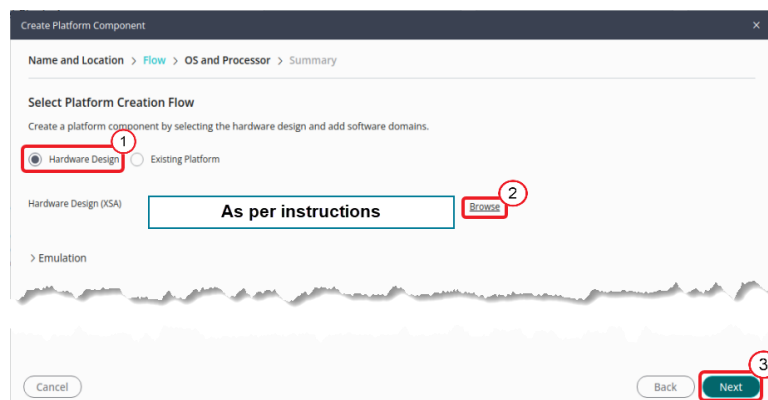 Create Platform Component ×
Name and Location > Flow > OS and Processor > Summary
Select Platform Creation Flow
Create a platform component by selecting the hardware design and add software domains.
1
Hardware Design Existing Platform
2
Hardware Design (XSA) As per instructions Browse
> Emulation
3
Cancel Back Next